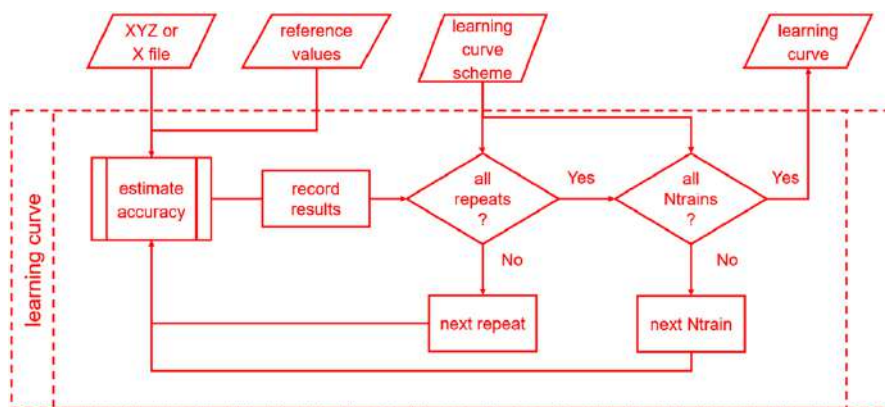 XYZ or
X file
reference
values
learning
curve
scheme
learning
curve
learning curve
estimate
accuracy
record
results
all
repeats
?
Yes
all
Ntrains
?
Yes
No
No
next repeat
next Ntrain